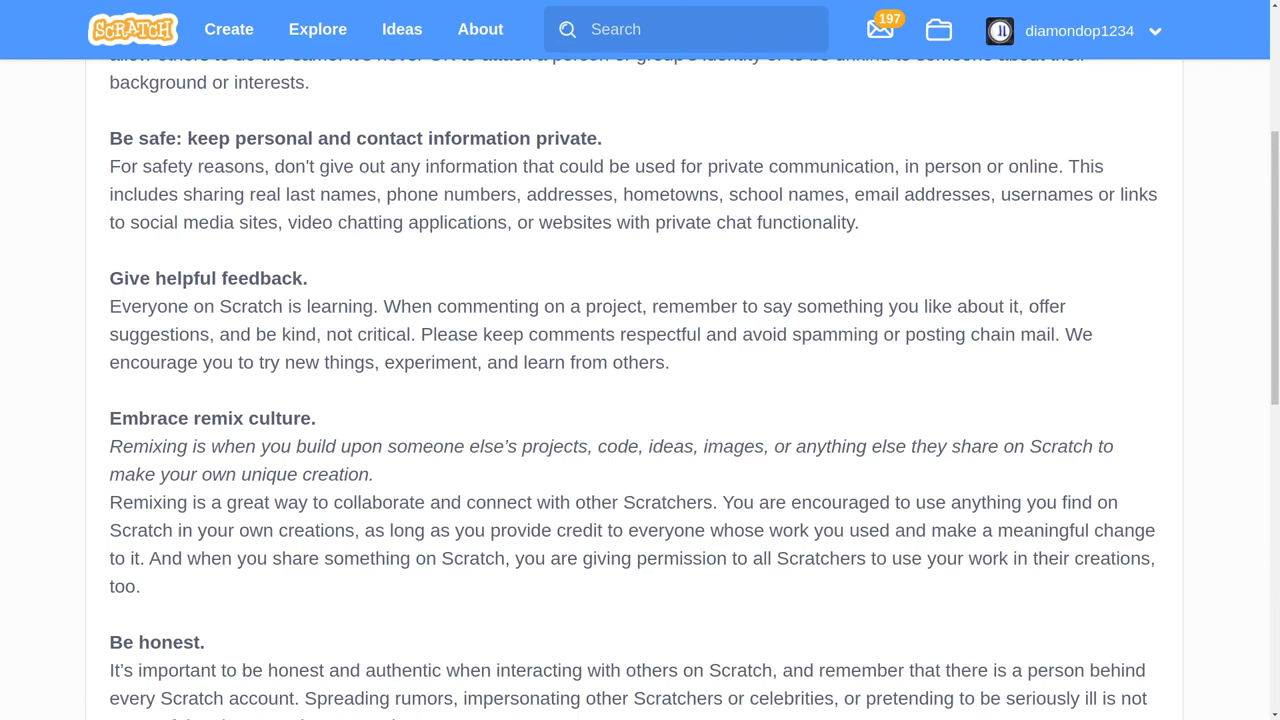 SCRATCH Create Explore Ideas About Search 197 diamondop1234
background or interests.
Be safe: keep personal and contact information private.
For safety reasons, don't give out any information that could be used for private communication, in person or online. This
includes sharing real last names, phone numbers, addresses, hometowns, school names, email addresses, usernames or links
to social media sites, video chatting applications, or websites with private chat functionality.
Give helpful feedback.
Everyone on Scratch is learning. When commenting on a project, remember to say something you like about it, offer
suggestions, and be kind, not critical. Please keep comments respectful and avoid spamming or posting chain mail. We
encourage you to try new things, experiment, and learn from others.
Embrace remix culture.
Remixing is when you build upon someone else’s projects, code, ideas, images, or anything else they share on Scratch to
make your own unique creation.
Remixing is a great way to collaborate and connect with other Scratchers. You are encouraged to use anything you find on
Scratch in your own creations, as long as you provide credit to everyone whose work you used and make a meaningful change
to it. And when you share something on Scratch, you are giving permission to all Scratchers to use your work in their creations,
too.
Be honest.
It’s important to be honest and authentic when interacting with others on Scratch, and remember that there is a person behind
every Scratch account. Spreading rumors, impersonating other Scratchers or celebrities, or pretending to be seriously ill is not